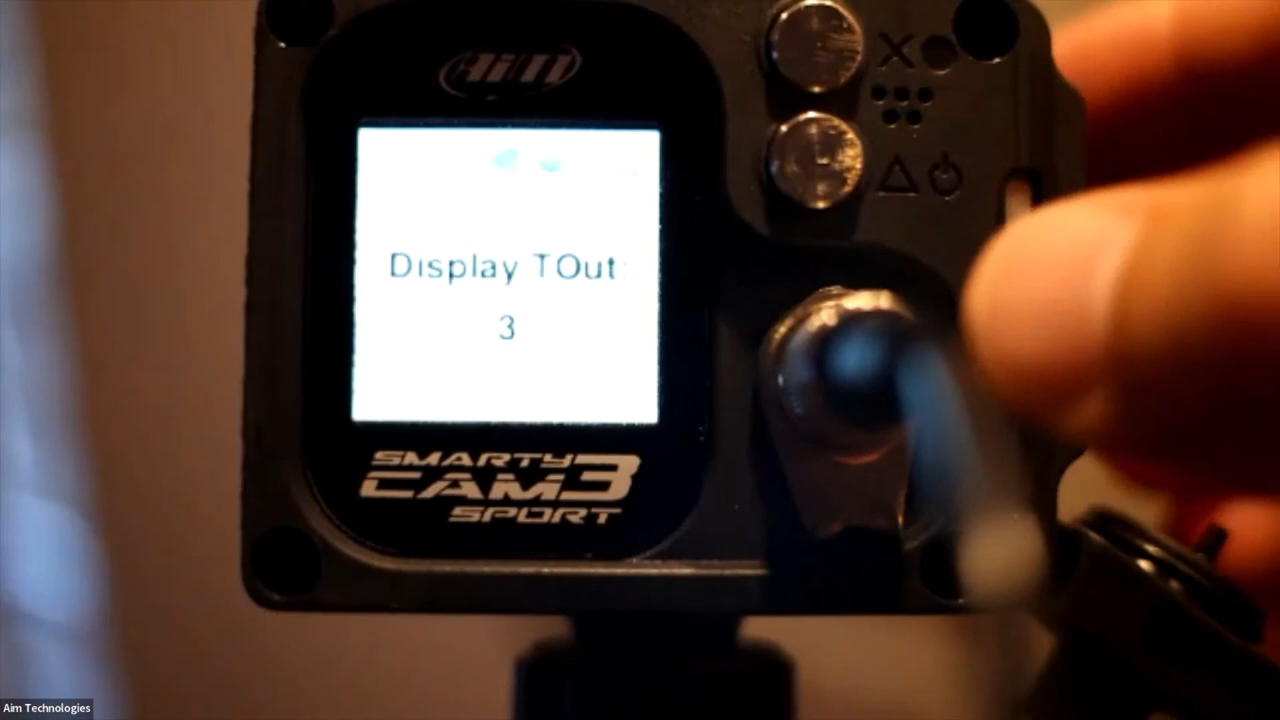 AiM
Display TOut:
3
SMARTY
CAM3
SPORT
Aim Technologies